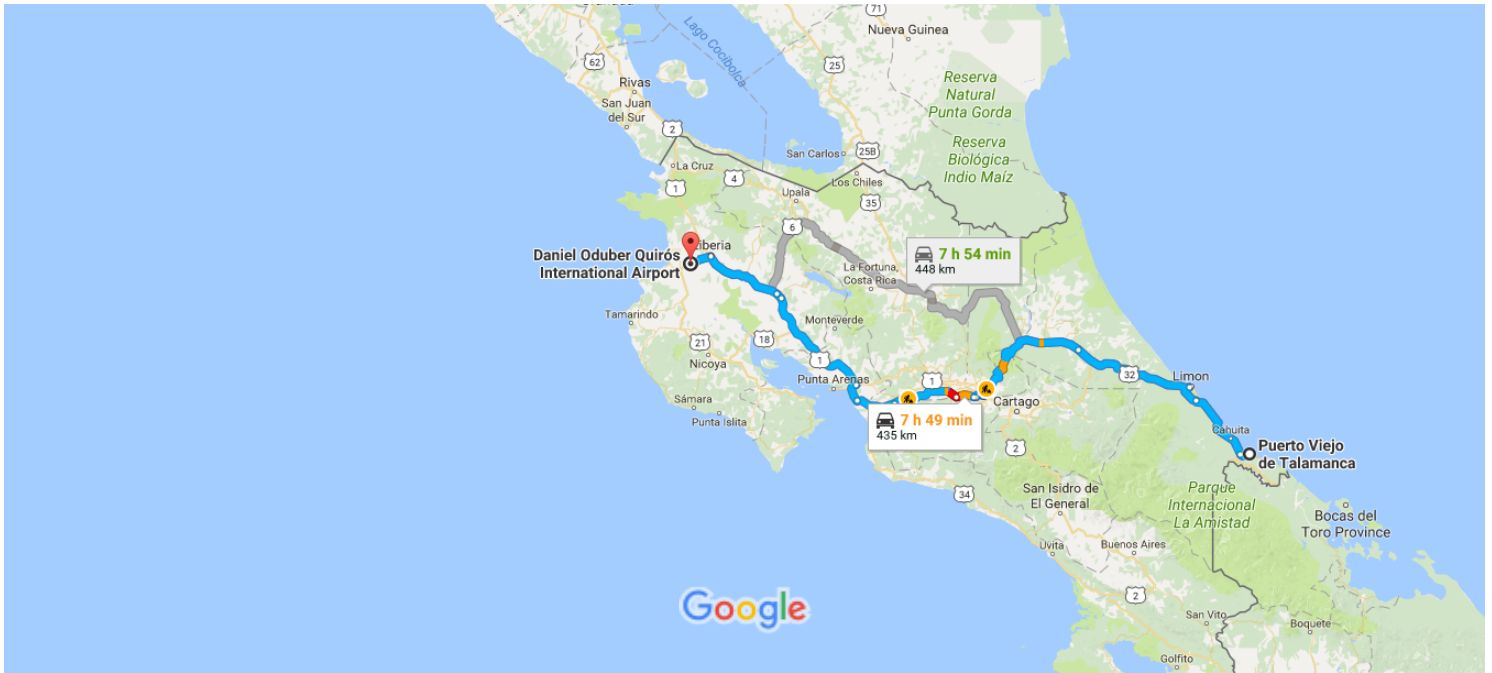 71
Nueva Guinea
Lago Cocibolca
62
25
Rivas
San Juan
del Sur
Reserva
Natural
Punta Gorda
2
Reserva
Biológica
Indio Maíz
San Carlos
25B
La Cruz
4
Los Chiles
1
Upala
35
6
Daniel Oduber Quirós
International Airport
iberia
7 h 54 min
448 km
La Fortuna,
Costa Rica
Tamarindo
Monteverde
21
18
Nicoya
1
Punta Arenas
1
32
Limon
Sámara
Punta Islita
Cartago
7 h 49 min
435 km
Cahuita
Puerto Viejo
de Talamanca
2
34
San Isidro de
El General
Parque
Internacional
La Amistad
Bocas del
Toro Province
Uvita
Buenos Aires
2
Google
San Vito
Boquete
Golfito